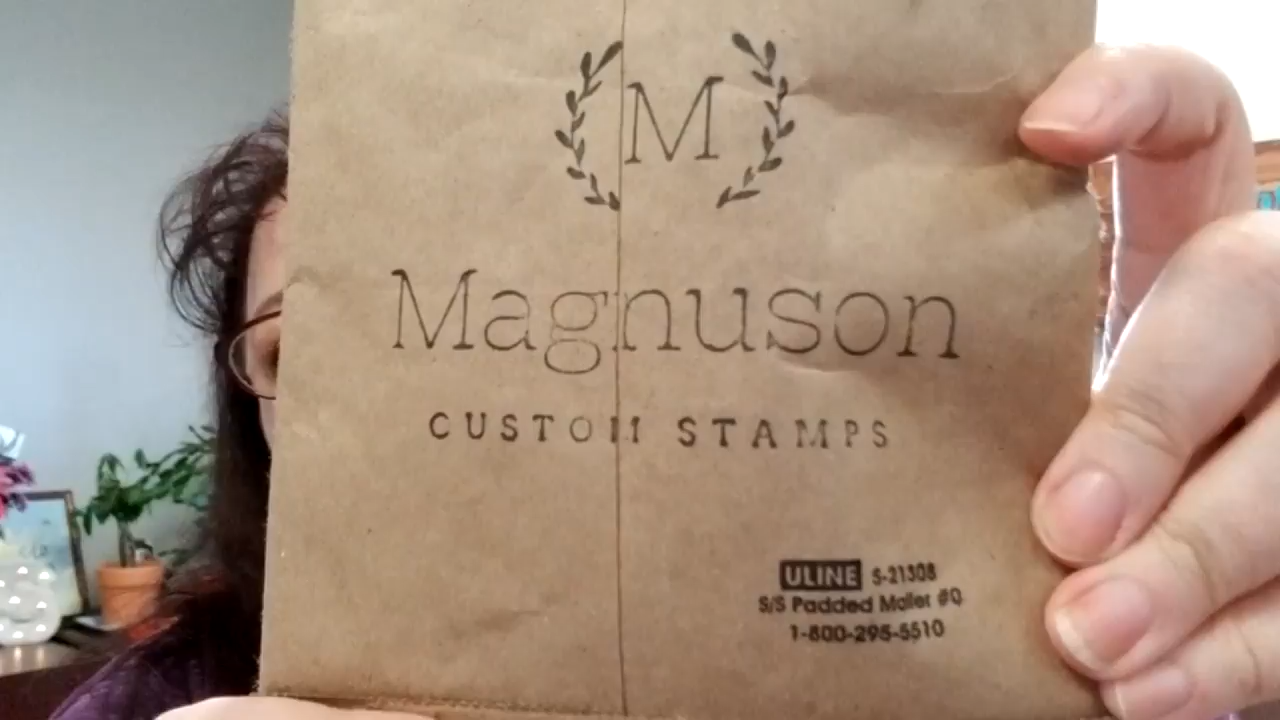 M
Magnuson
CUSTOM STAMPS
ULINE S-21308
S/S Padded Mailer #0
1-800-295-5510